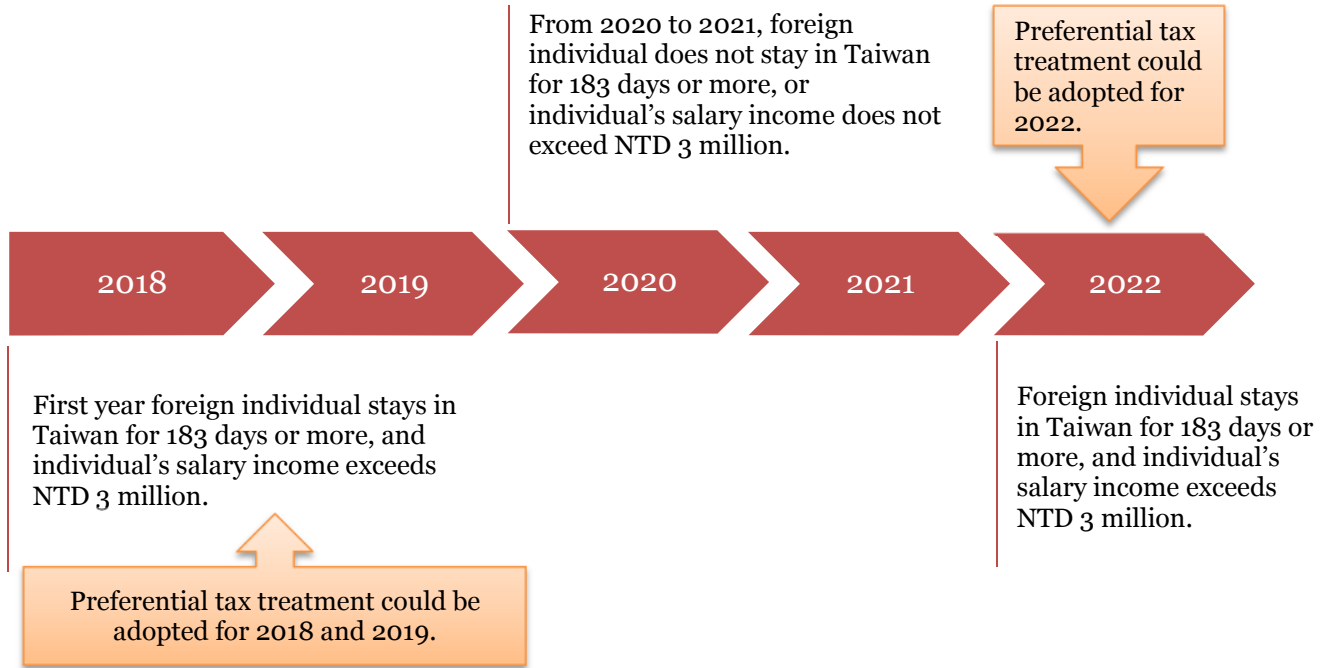 From 2020 to 2021, foreign
individual does not stay in Taiwan
for 183 days or more, or
individual’s salary income does not
exceed NTD 3 million.
Preferential tax
treatment could
be adopted for
2022.
2018
2019
2020
2021
2022
First year foreign individual stays in
Taiwan for 183 days or more, and
individual’s salary income exceeds
NTD 3 million.
Foreign individual stays
in Taiwan for 183 days or
more, and individual’s
salary income exceeds
NTD 3 million.
Preferential tax treatment could be
adopted for 2018 and 2019.